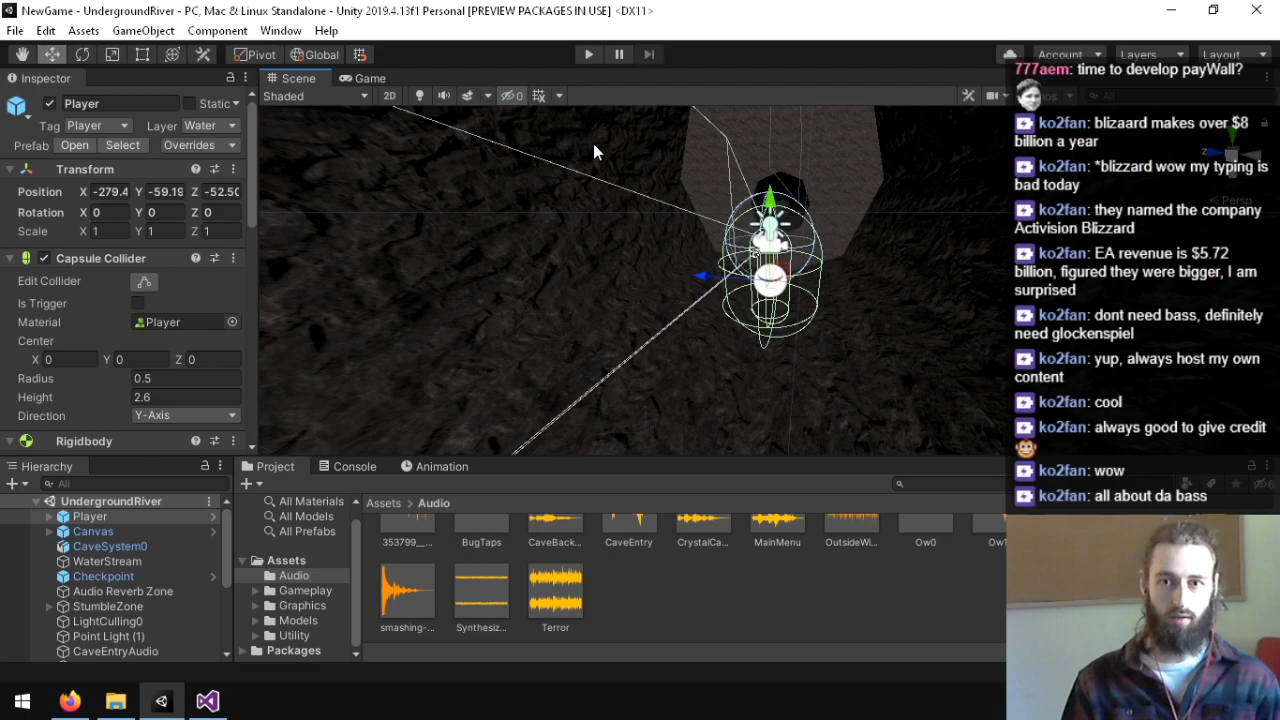 NewGame - UndergroundRiver - PC, Mac & Linux Standalone - Unity 2019.4.13f1 Personal [PREVIEW PACKAGES IN USE] <DX11>
File Edit Assets GameObject Component Window Help
Pivot Global Account Layers Layout
Inspector
Scene Game
Shaded 2D 0
Player Static
Tag Player Layer Water
Prefab Open Select Overrides
Transform
Position X -279.4 Y -59.19 Z -52.50
Rotation X 0 Y 0 Z 0
Scale X 1 Y 1 Z 1
Capsule Collider
Edit Collider
Is Trigger
Material Player
Center
X 0 Y 0 Z 0
Radius 0.5
Height 2.6
Direction Y-Axis
Rigidbody
777aem: time to develop payWall?
All
ko2fan: blizaard makes over $8
billion a year
ko2fan: *blizzard wow my typing is
bad today
Persp
ko2fan: they named the company
Activision Blizzard
ko2fan: EA revenue is $5.72
billion, figured they were bigger, I am
surprised
ko2fan: dont need bass, definitely
need glockenspiel
ko2fan: yup, always host my own
content
ko2fan: cool
ko2fan: always good to give credit
ko2fan: wow
ko2fan: all about da bass
Hierarchy
All
UndergroundRiver
Player
Canvas
CaveSystem0
WaterStream
Checkpoint
Audio Reverb Zone
StumbleZone
LightCulling0
Point Light (1)
CaveEntryAudio
Project Console Animation
All Materials
All Models
All Prefabs
Assets
Audio
Gameplay
Graphics
Models
Utility
Packages
Assets > Audio
353799__... BugTaps CaveBack... CaveEntry CrystalCa... MainMenu OutsideWi... Ow0
smashing-... Synthesiz... Terror